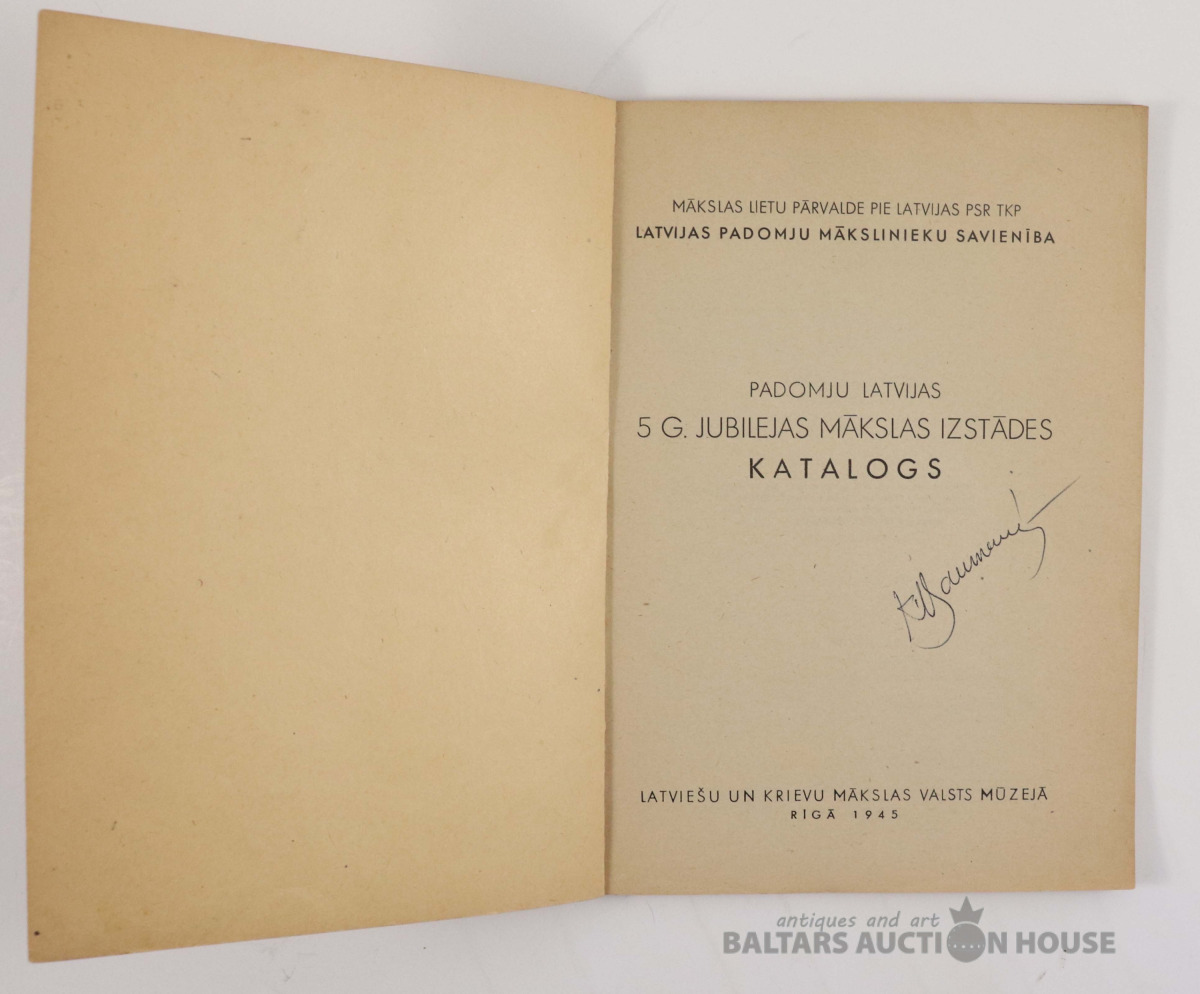 MĀKSLAS LIETU PĀRVALDE PIE LATVIJAS PSR TKP
LATVIJAS PADOMJU MĀKSLINIEKU SAVIENĪBA
PADOMJU LATVIJAS
5 G. JUBILEJAS MĀKSLAS IZSTĀDES
KATALOGS
LATVIEŠU UN KRIEVU MĀKSLAS VALSTS MŪZEJĀ
RĪGĀ 1945
antiques and art
BALTARS AUCTION HOUSE